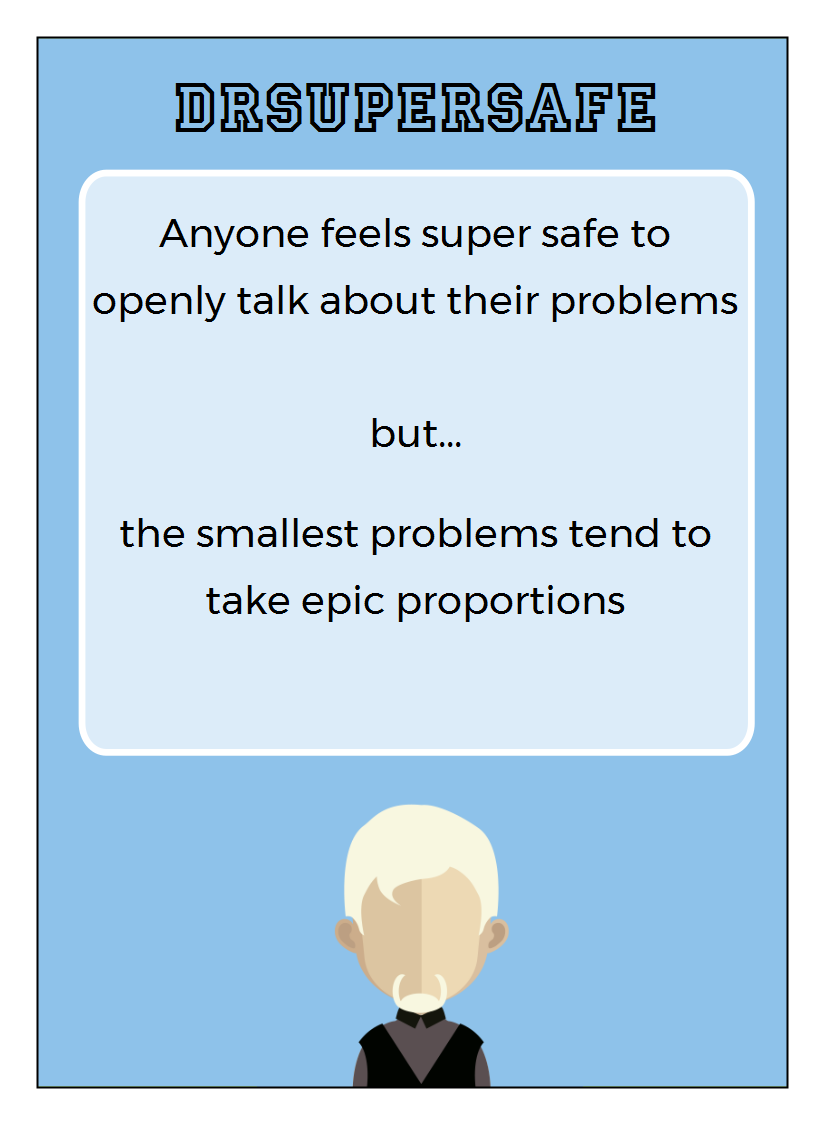 DRSUPERSAFE
Anyone feels super safe to
openly talk about their problems
but...
the smallest problems tend to
take epic proportions